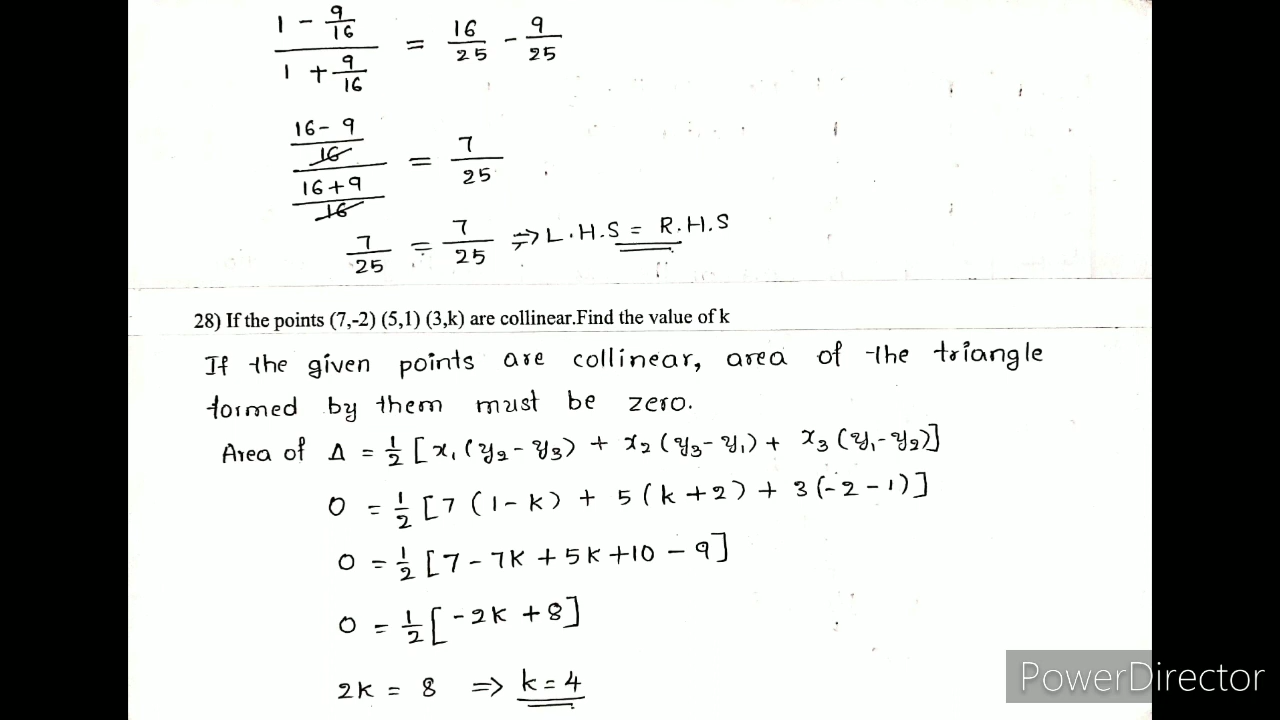 1 - 9/16 / 1 + 9/16 = 16/25 - 9/25
16 - 9 / 16 / 16 + 9 / 16 = 7/25
7/25 = 7/25 ⇒ L.H.S = R.H.S
28) If the points (7,-2) (5,1) (3,k) are collinear.Find the value of k
If the given points are collinear, area of the triangle
formed by them must be zero.
Area of Δ = 1/2 [x₁(y₂ - y₃) + x₂(y₃ - y₁) + x₃(y₁ - y₂)]
0 = 1/2 [7(1 - k) + 5(k + 2) + 3(-2 - 1)]
0 = 1/2 [7 - 7k + 5k + 10 - 9]
0 = 1/2 [-2k + 8]
2k = 8 ⇒ k = 4
PowerDirector